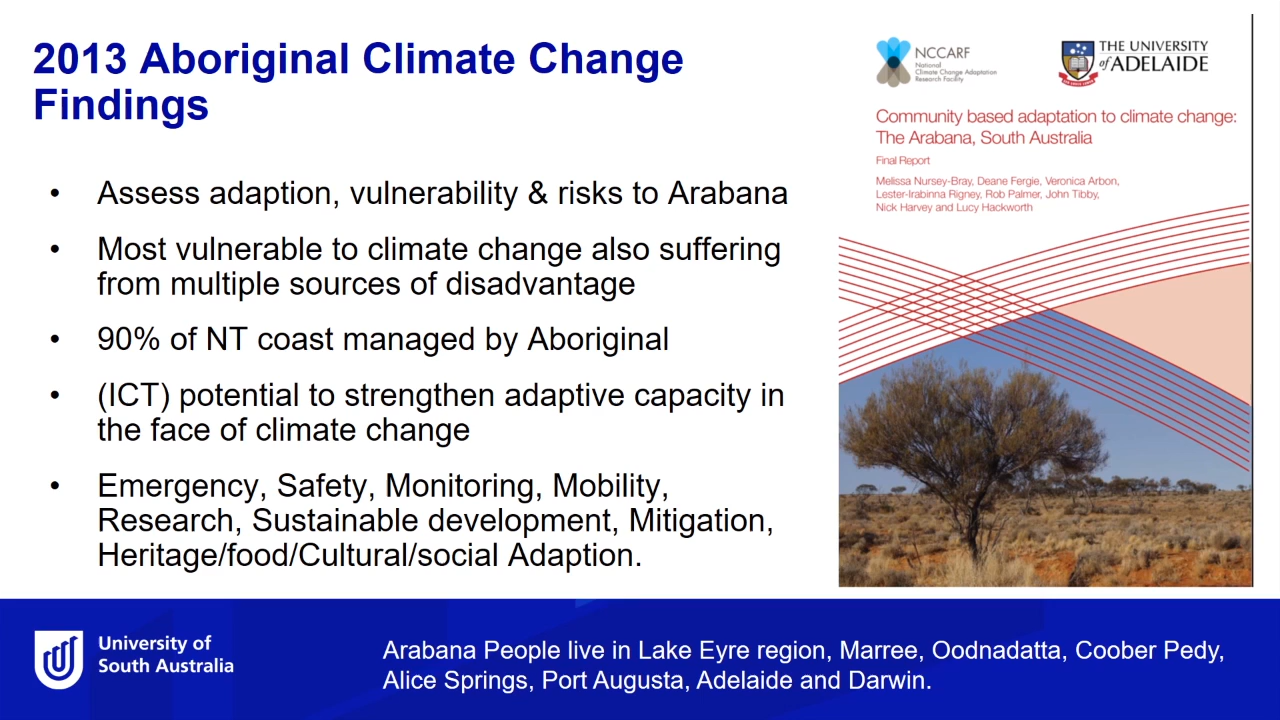 2013 Aboriginal Climate Change
Findings
• Assess adaption, vulnerability & risks to Arabana
• Most vulnerable to climate change also suffering
from multiple sources of disadvantage
• 90% of NT coast managed by Aboriginal
• (ICT) potential to strengthen adaptive capacity in
the face of climate change
• Emergency, Safety, Monitoring, Mobility,
Research, Sustainable development, Mitigation,
Heritage/food/Cultural/social Adaption.
NCCARF
National
Climate Change Adaptation
Research Facility
THE UNIVERSITY
of ADELAIDE
Community based adaptation to climate change:
The Arabana, South Australia
Final Report
Melissa Nursey-Bray, Deane Fergie, Veronica Arbon,
Lester-Irabinna Rigney, Rob Palmer, John Tibby,
Nick Harvey and Lucy Hackworth
University of
South Australia
Arabana People live in Lake Eyre region, Marree, Oodnadatta, Coober Pedy,
Alice Springs, Port Augusta, Adelaide and Darwin.